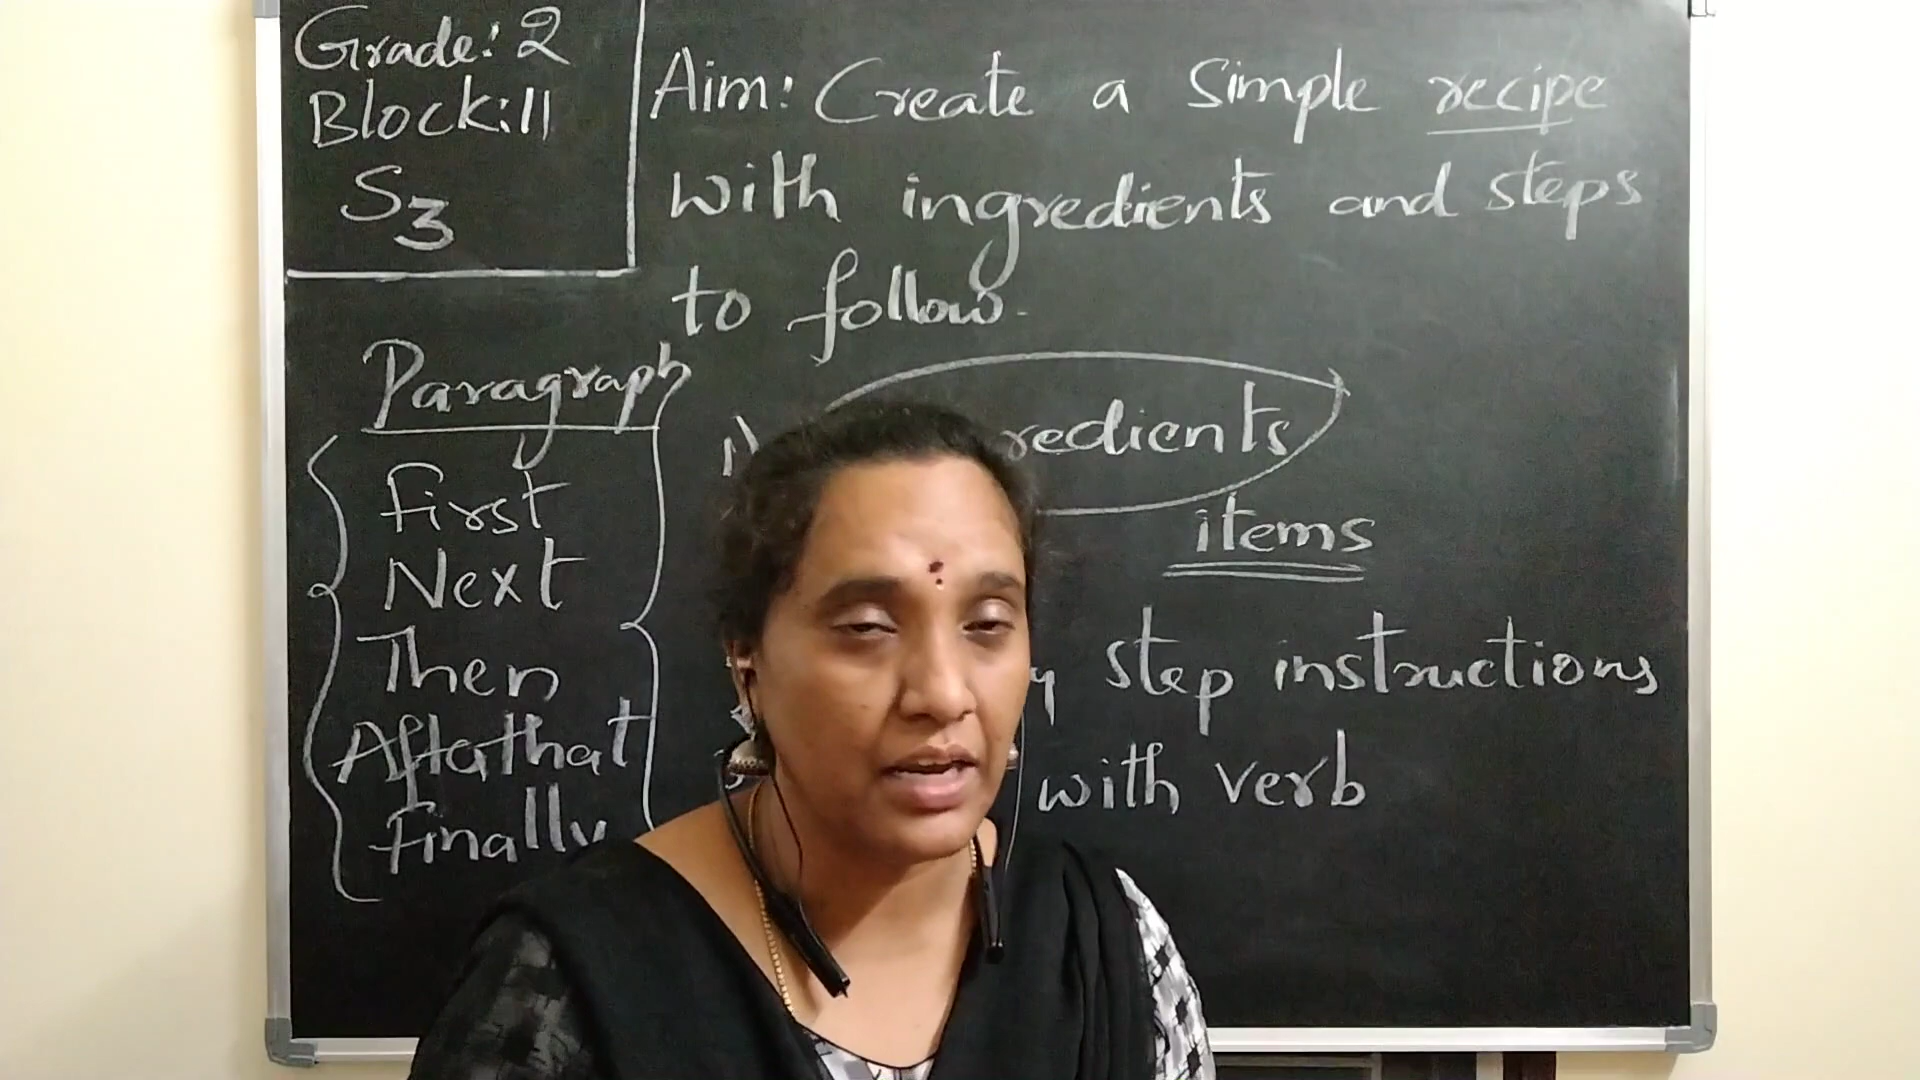 Grade: 2
Block: 11
S3
Aim: Create a simple recipe
with ingredients and steps
to follow.
Paragraph
First
Next
Then
After that
Finally
1) redients
items
y step instructions
with verb